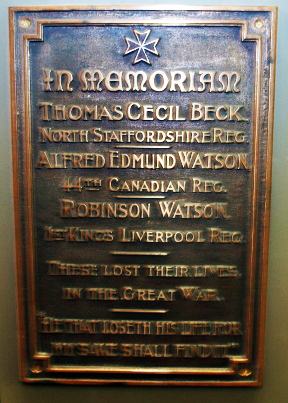 IN MEMORIAM
THOMAS CECIL BECK.
NORTH STAFFORDSHIRE REG.
ALFRED EDMUND WATSON.
44TH CANADIAN REG.
ROBINSON WATSON.
1ST KING'S LIVERPOOL REG.
THESE LOST THEIR LIVES.
IN THE GREAT WAR.
"HE THAT LOSETH HIS LIFE FOR
MY SAKE SHALL FIND IT"